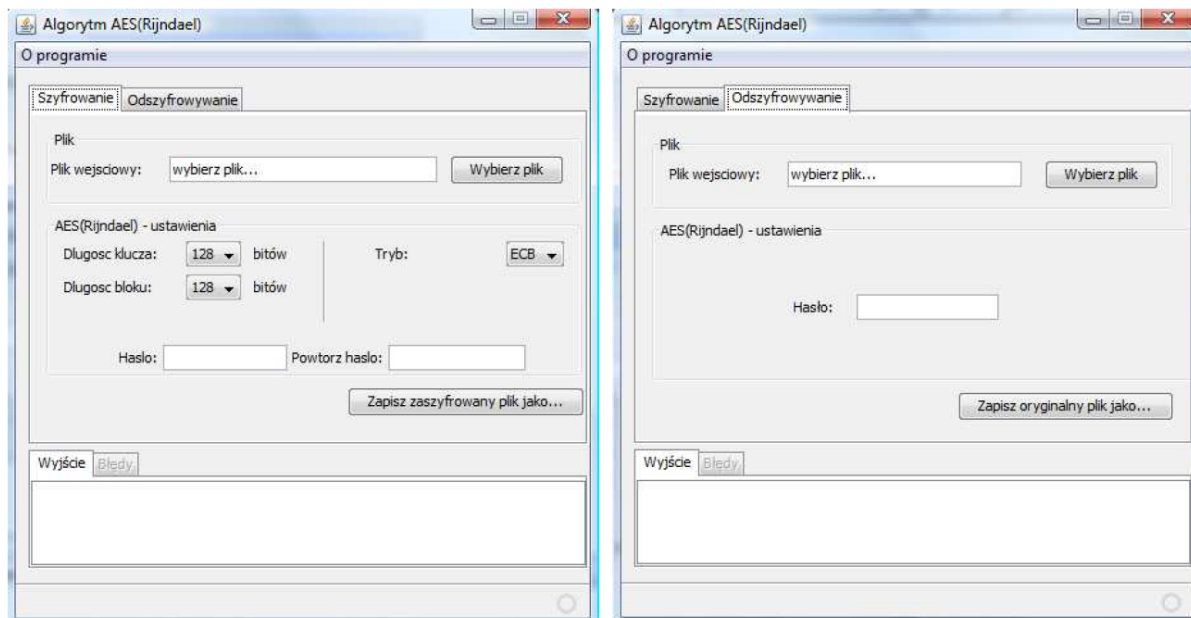 Algorytm AES(Rijndael)
O programie
Szyfrowanie Odszyfrowywanie
Plik
Plik wejsciowy: wybierz plik... Wybierz plik
AES(Rijndael) - ustawienia
Dlugosc klucza: 128 bitów Tryb: ECB
Dlugosc bloku: 128 bitów
Haslo: Powtorz haslo:
Zapisz zaszyfrowany plik jako...
Wyjście Błędy
Algorytm AES(Rijndael)
O programie
Szyfrowanie Odszyfrowywanie
Plik
Plik wejsciowy: wybierz plik... Wybierz plik
AES(Rijndael) - ustawienia
Hasło:
Zapisz oryginalny plik jako...
Wyjście Błędy